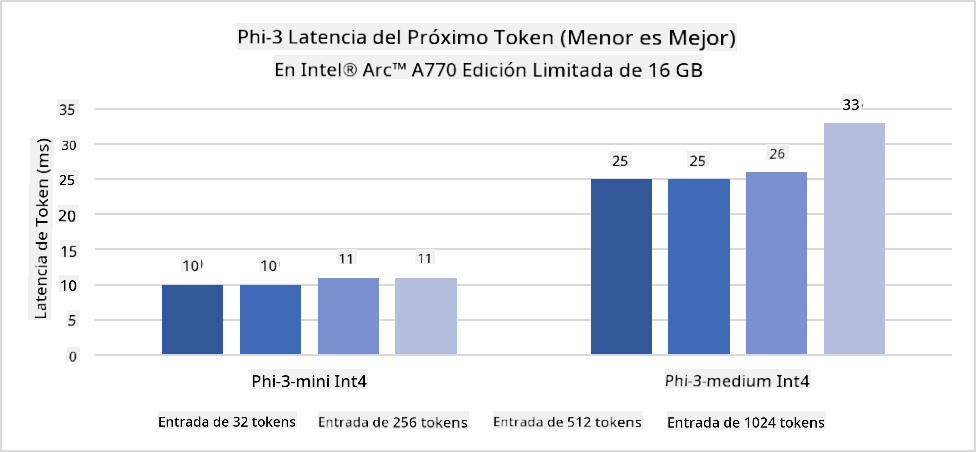 Phi-3 Latencia del Próximo Token (Menor es Mejor)
En Intel® Arc™ A770 Edición Limitada de 16 GB
Latencia de Token (ms)
35
30
25
20
15
10
5
0
10
10
11
11
25
25
26
33
Phi-3-mini Int4
Phi-3-medium Int4
Entrada de 32 tokens
Entrada de 256 tokens
Entrada de 512 tokens
Entrada de 1024 tokens